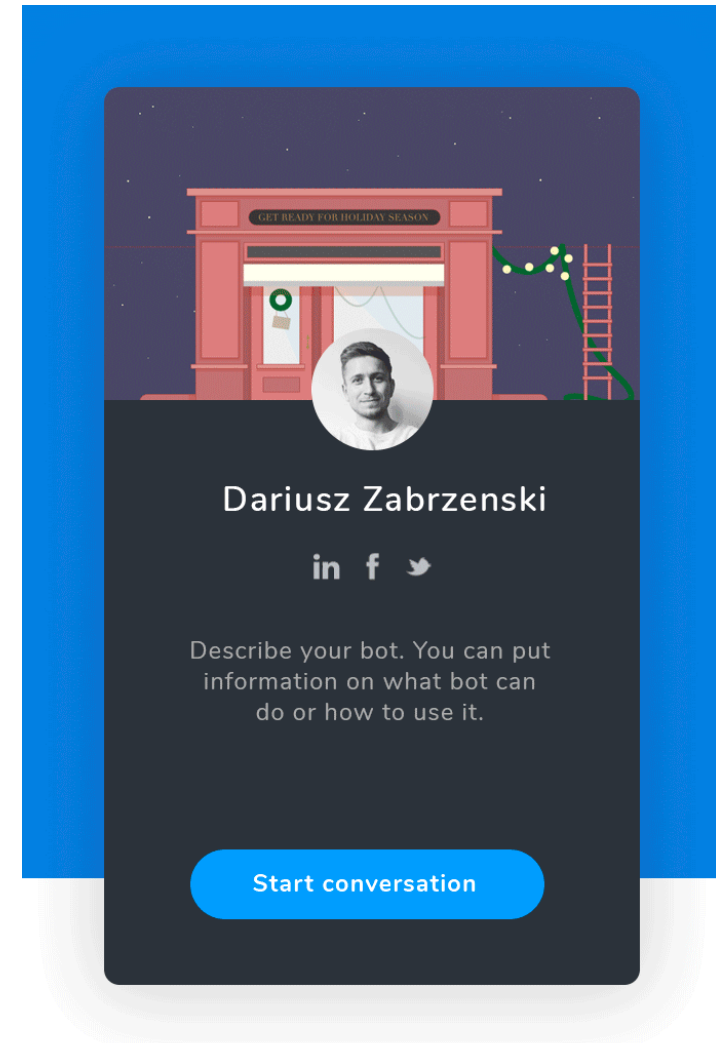 GET READY FOR HOLIDAY SEASON
Dariusz Zabrzenski
in f
Describe your bot. You can put
information on what bot can
do or how to use it.
Start conversation